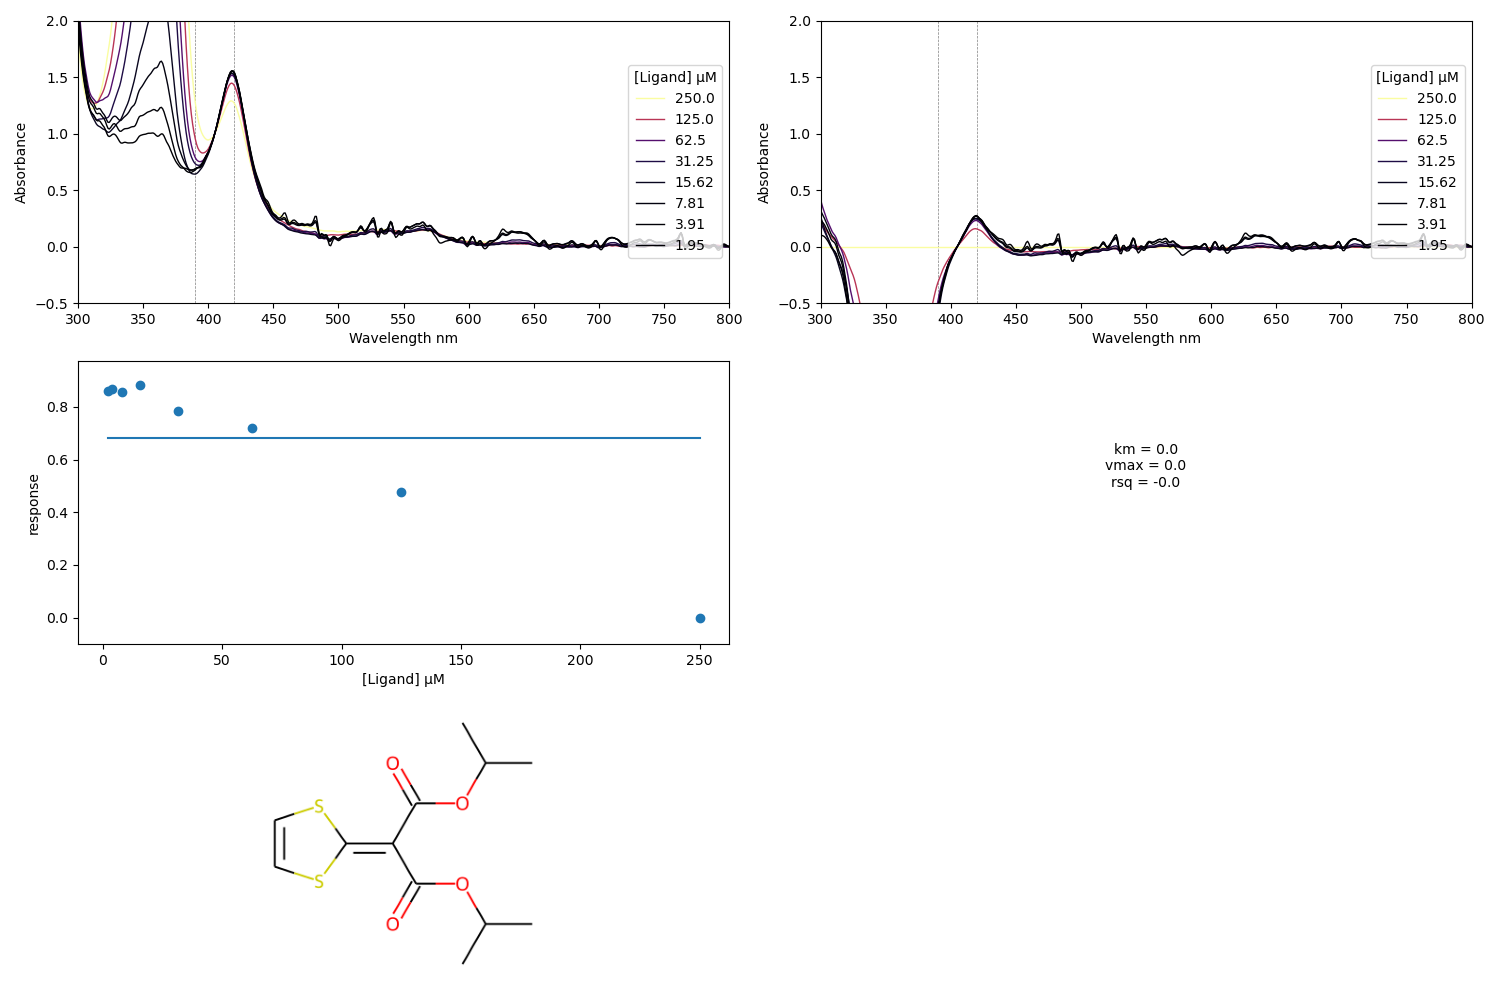 2.0
1.5
1.0
0.5
0.0
−0.5
Absorbance
300 350 400 450 500 550 600 650 700 750 800
Wavelength nm
[Ligand] µM
250.0
125.0
62.5
31.25
15.62
7.81
3.91
1.95
2.0
1.5
1.0
0.5
0.0
−0.5
Absorbance
300 350 400 450 500 550 600 650 700 750 800
Wavelength nm
[Ligand] µM
250.0
125.0
62.5
31.25
15.62
7.81
3.91
1.95
0.8
0.6
0.4
0.2
0.0
response
0 50 100 150 200 250
[Ligand] µM
km = 0.0
vmax = 0.0
rsq = -0.0
O
O
S
S
O
O